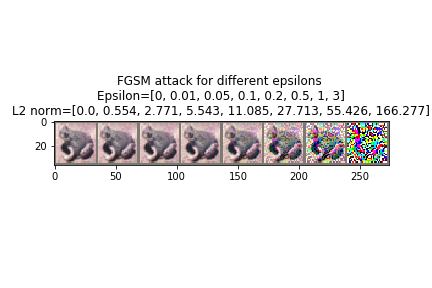 FGSM attack for different epsilons
Epsilon=[0, 0.01, 0.05, 0.1, 0.2, 0.5, 1, 3]
L2 norm=[0.0, 0.554, 2.771, 5.543, 11.085, 27.713, 55.426, 166.277]
0
20
0 50 100 150 200 250